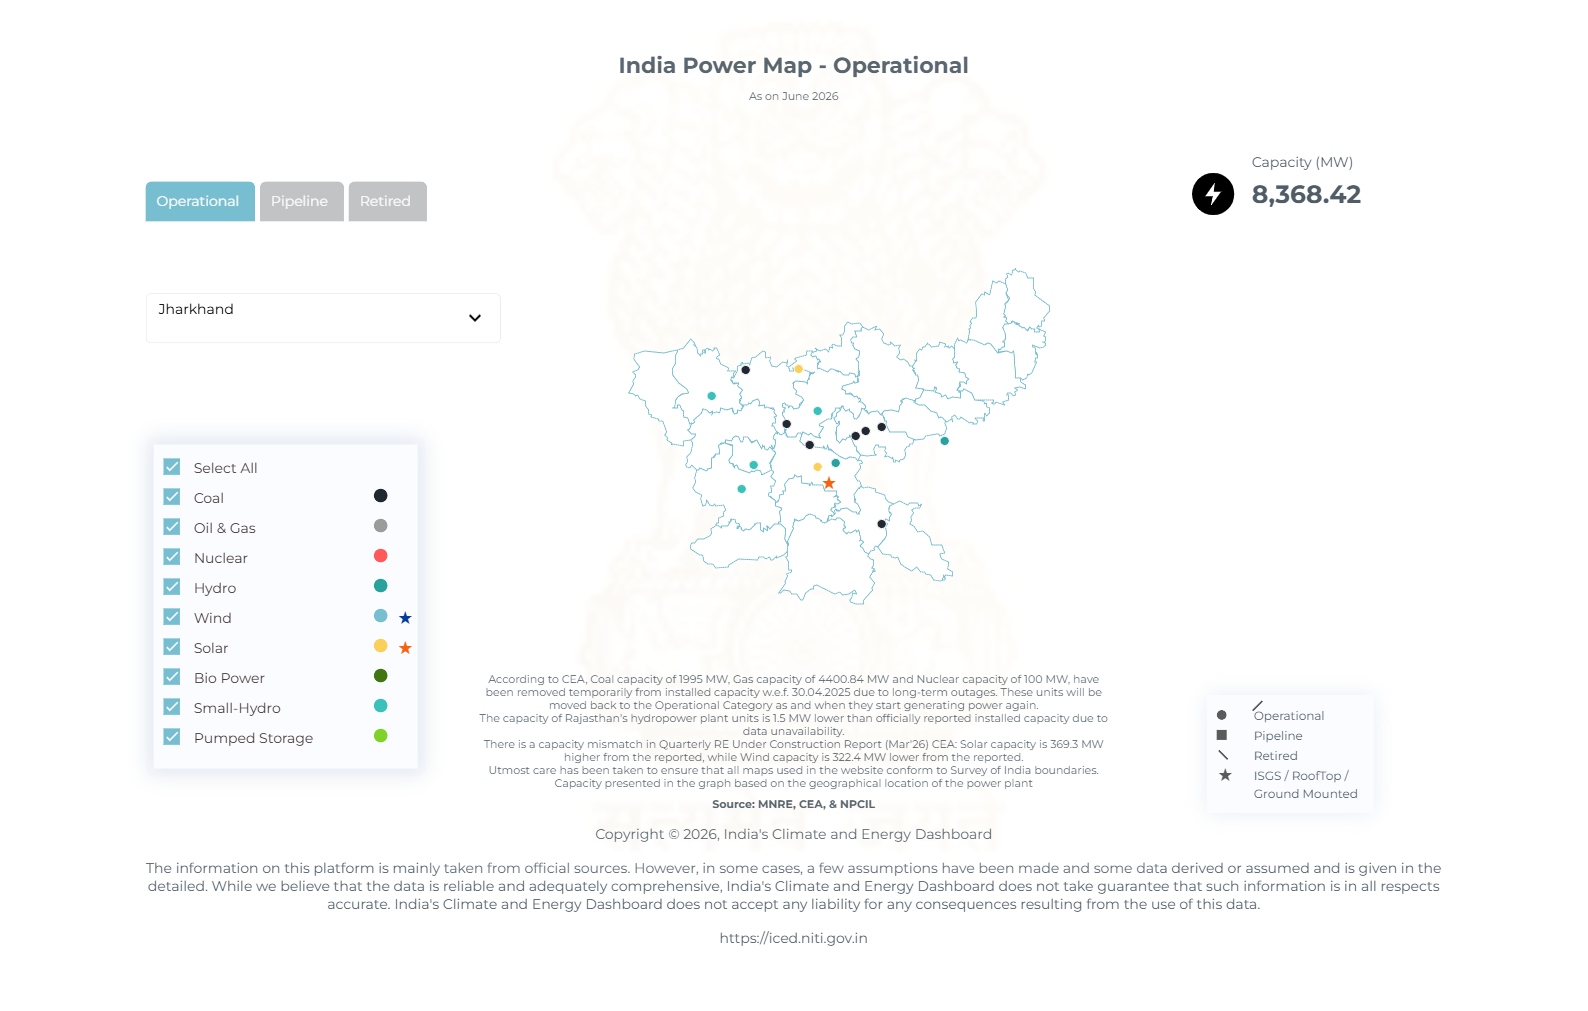 India Power Map - Operational
As on June 2026
Capacity (MW)
8,368.42
Operational
Pipeline
Retired
Jharkhand
Select All
Coal
Oil & Gas
Nuclear
Hydro
Wind
Solar
Bio Power
Small-Hydro
Pumped Storage
According to CEA, Coal capacity of 1995 MW, Gas capacity of 4400.84 MW and Nuclear capacity of 100 MW, have
been removed temporarily from installed capacity w.e.f. 30.04.2025 due to long-term outages. These units will be
moved back to the Operational Category as and when they start generating power again.
The capacity of Rajasthan's hydropower plant units is 1.5 MW lower than officially reported installed capacity due to
data unavailability.
There is a capacity mismatch in Quarterly RE Under Construction Report (Mar'26) CEA: Solar capacity is 369.3 MW
higher from the reported, while Wind capacity is 322.4 MW lower from the reported.
Utmost care has been taken to ensure that all maps used in the website conform to Survey of India boundaries.
Capacity presented in the graph based on the geographical location of the power plant
Source: MNRE, CEA, & NPCIL
Operational
Pipeline
Retired
ISGS / RoofTop /
Ground Mounted
Copyright © 2026, India's Climate and Energy Dashboard
The information on this platform is mainly taken from official sources. However, in some cases, a few assumptions have been made and some data derived or assumed and is given in the
detailed. While we believe that the data is reliable and adequately comprehensive, India's Climate and Energy Dashboard does not take guarantee that such information is in all respects
accurate. India's Climate and Energy Dashboard does not accept any liability for any consequences resulting from the use of this data.
https://iced.niti.gov.in